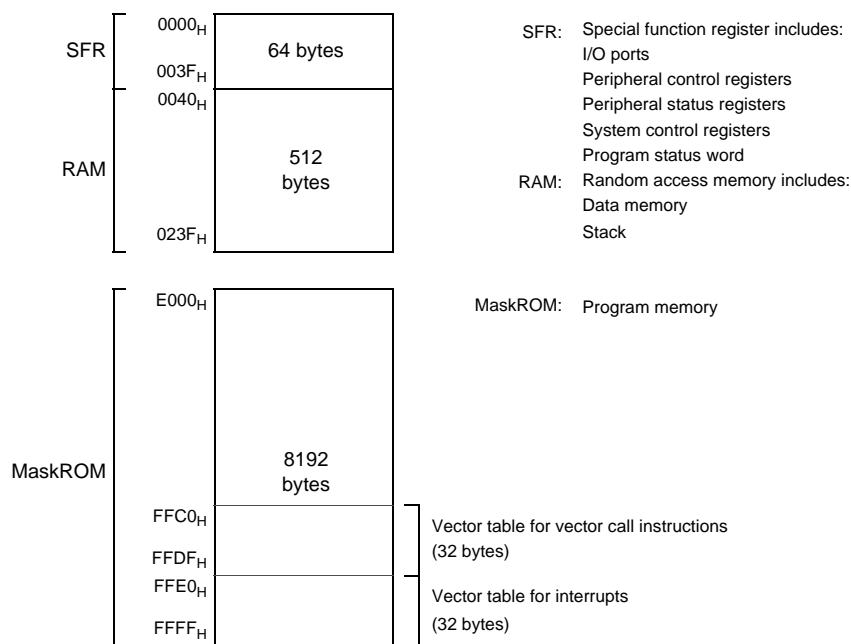 SFR
0000H
64 bytes
003FH
RAM
0040H
512
bytes
023FH
SFR: Special function register includes:
I/O ports
Peripheral control registers
Peripheral status registers
System control registers
Program status word
RAM: Random access memory includes:
Data memory
Stack
MaskROM
E000H
8192
bytes
FFC0H
FFDFH
FFE0H
FFFFH
MaskROM: Program memory
Vector table for vector call instructions
(32 bytes)
Vector table for interrupts
(32 bytes)